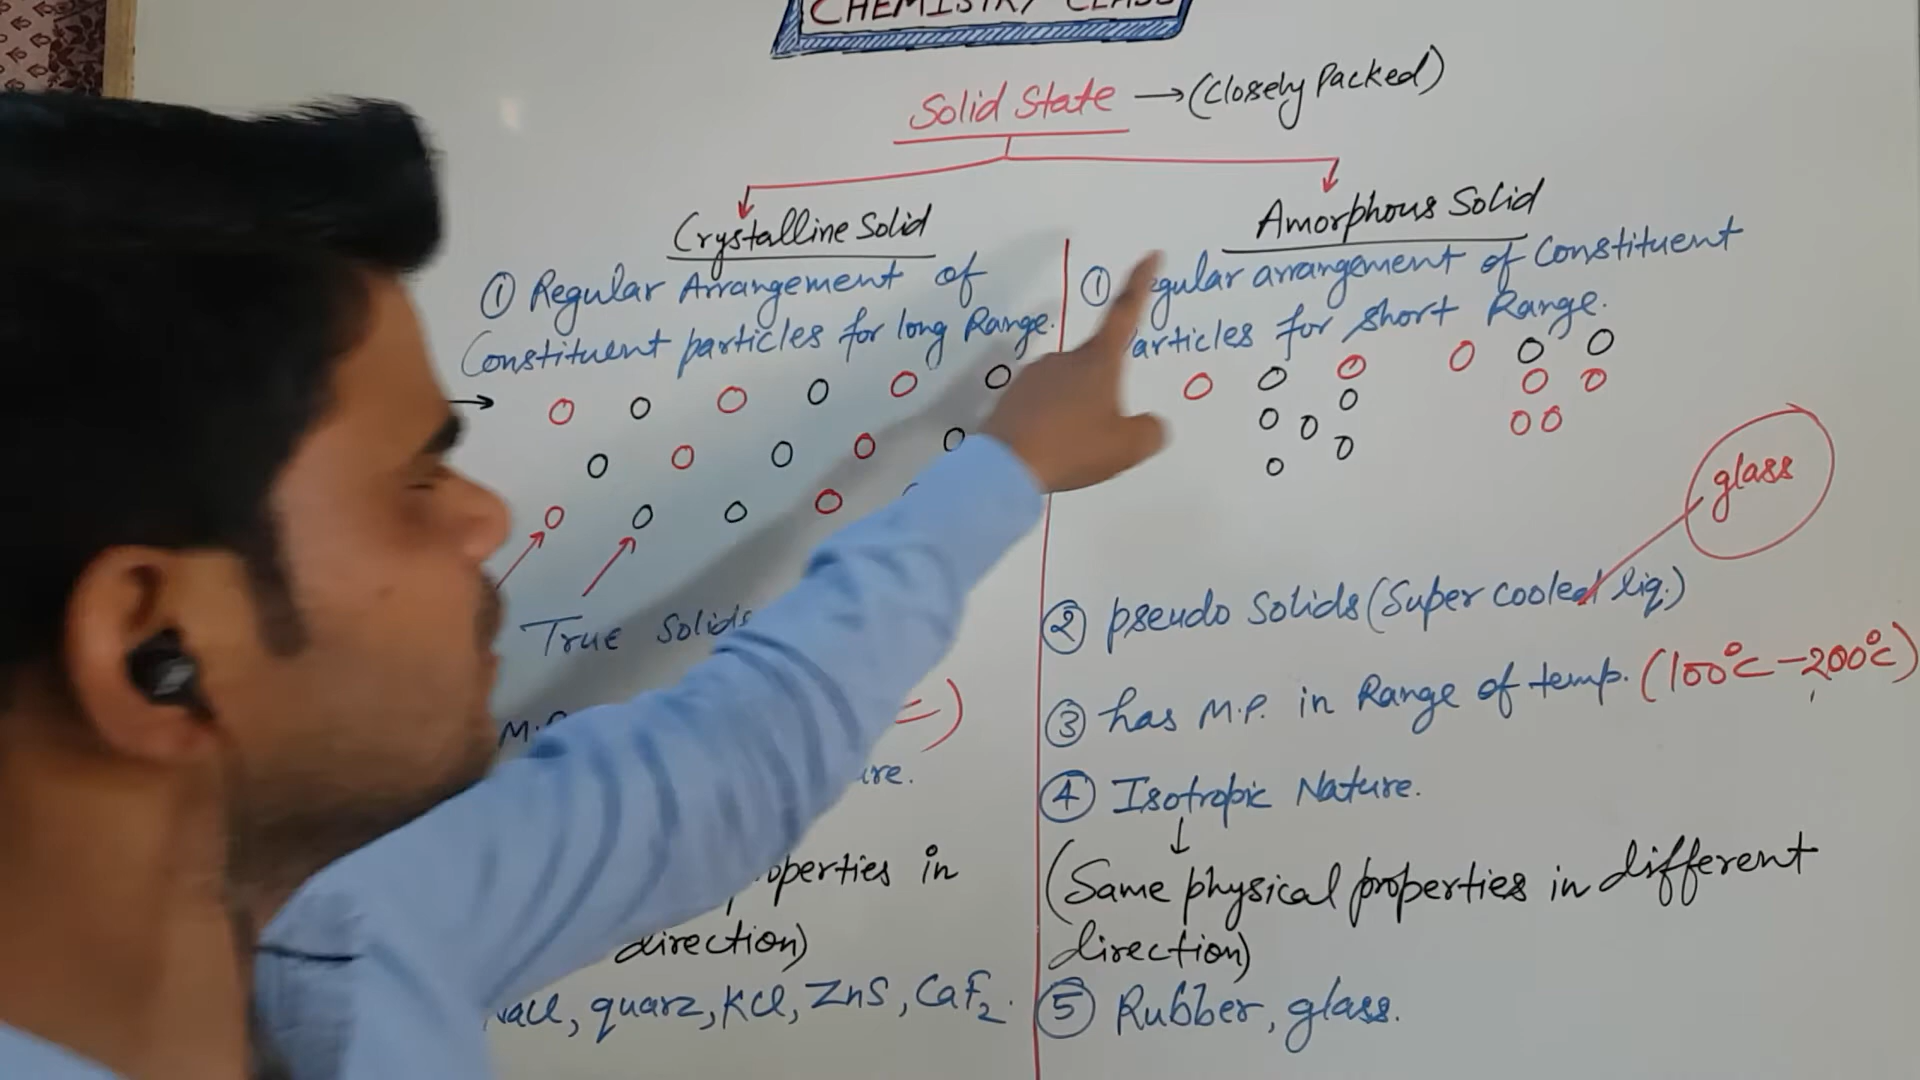 CHEMISTRY CLASS
Solid State → (Closely Packed)
Crystalline Solid
① Regular Arrangement of
Constituent particles for long Range.
True Solids
M.P.
=)
ure.
operties in
direction)
NaCl, quarz, KCl, ZnS, CaF₂.
Amorphous Solid
① egular arrangement of Constituent
articles for short Range.
glass
② pseudo Solids (Super cooled liq.)
③ has M.P. in Range of temp. (100°C-200°C)
④ Isotropic Nature.
↓
(Same physical properties in different
direction)
⑤ Rubber, glass.